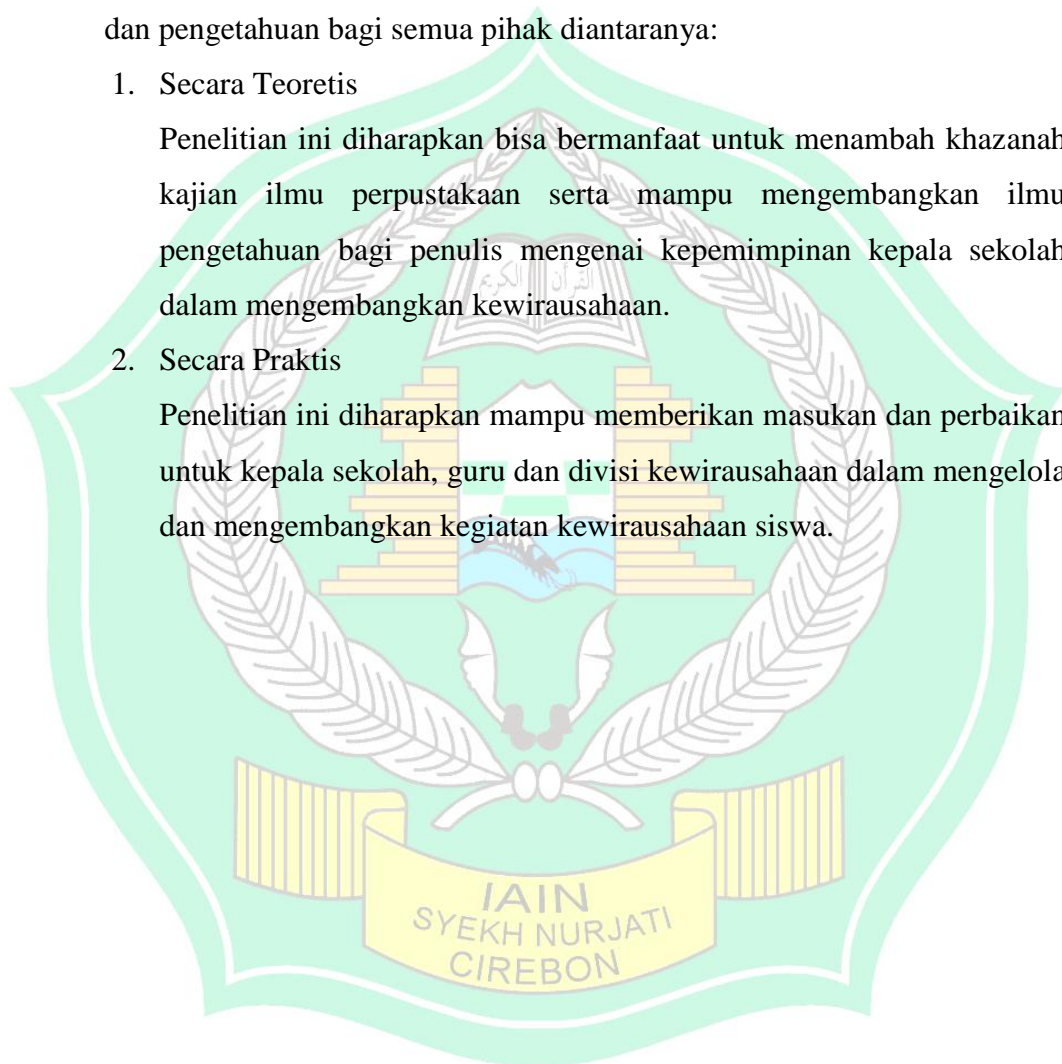 dan pengetahuan bagi semua pihak diantaranya:
1. Secara Teoretis
Penelitian ini diharapkan bisa bermanfaat untuk menambah khazanah
kajian ilmu perpustakaan serta mampu mengembangkan ilmu
pengetahuan bagi penulis mengenai kepemimpinan kepala sekolah
dalam mengembangkan kewirausahaan.
القرآن الكريم
2. Secara Praktis
Penelitian ini diharapkan mampu memberikan masukan dan perbaikan
untuk kepala sekolah, guru dan divisi kewirausahaan dalam mengelola
dan mengembangkan kegiatan kewirausahaan siswa.
IAIN
SYEKH NURJATI
CIREBON